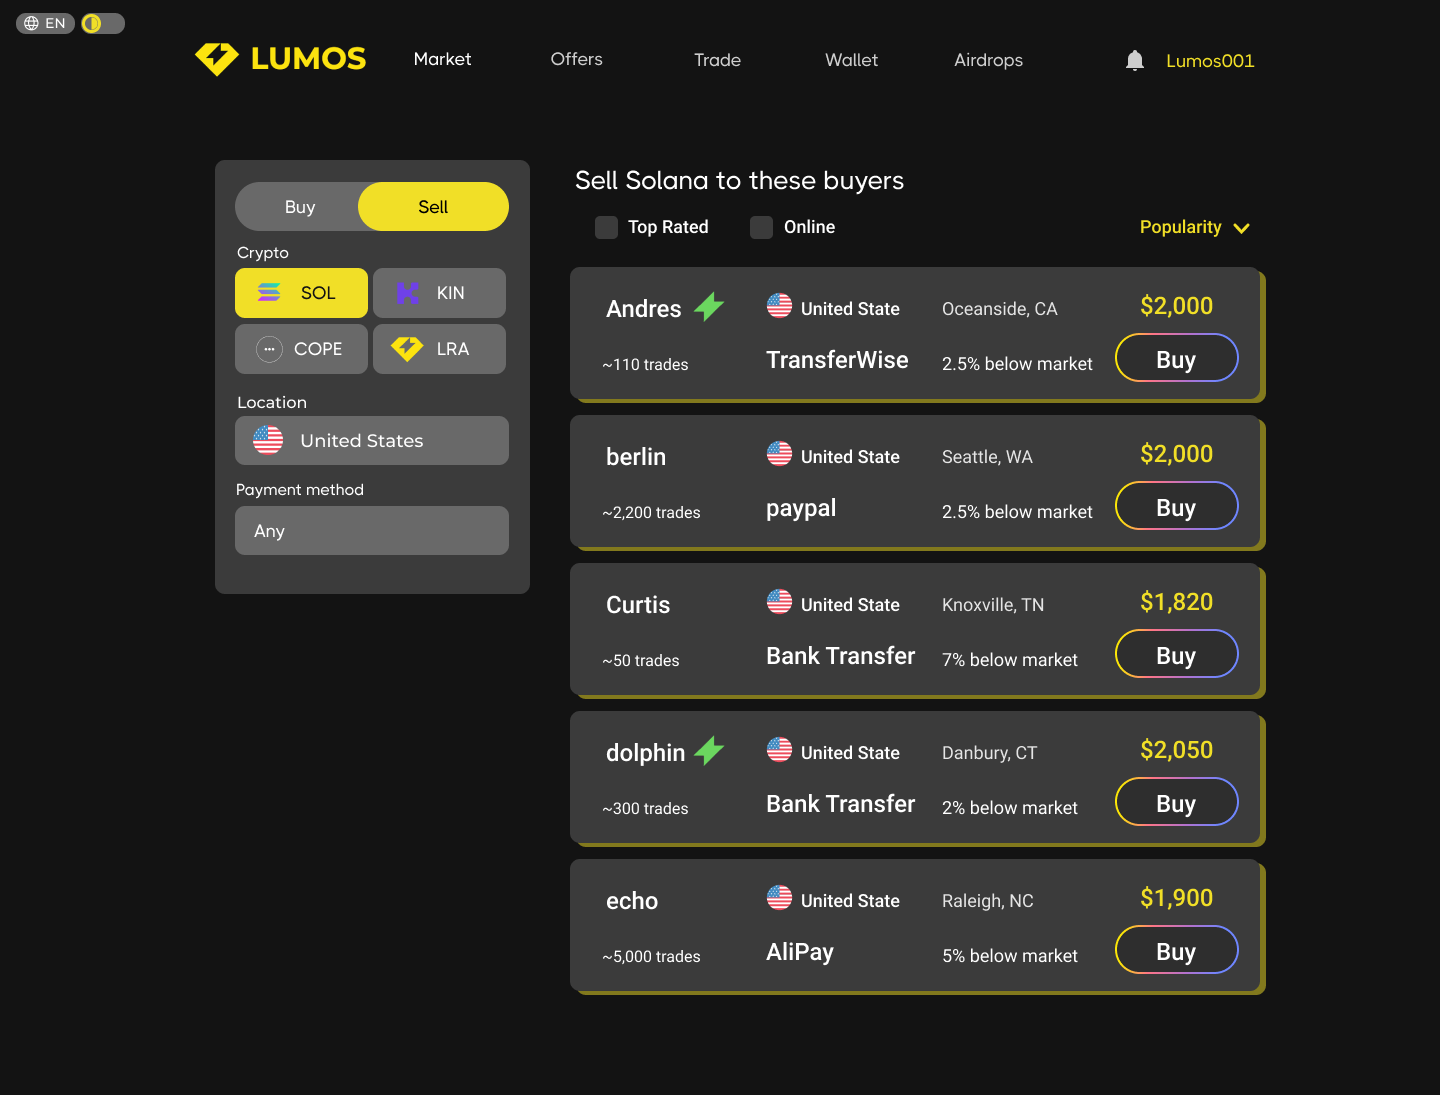 EN
LUMOS
Market
Offers
Trade
Wallet
Airdrops
Lumos001
Buy
Sell
Crypto
SOL
KIN
COPE
LRA
Location
United States
Payment method
Any
Sell Solana to these buyers
Top Rated
Online
Popularity
Andres
United State
Oceanside, CA
$2,000
~110 trades
TransferWise
2.5% below market
Buy
berlin
United State
Seattle, WA
$2,000
~2,200 trades
paypal
2.5% below market
Buy
Curtis
United State
Knoxville, TN
$1,820
~50 trades
Bank Transfer
7% below market
Buy
dolphin
United State
Danbury, CT
$2,050
~300 trades
Bank Transfer
2% below market
Buy
echo
United State
Raleigh, NC
$1,900
~5,000 trades
AliPay
5% below market
Buy